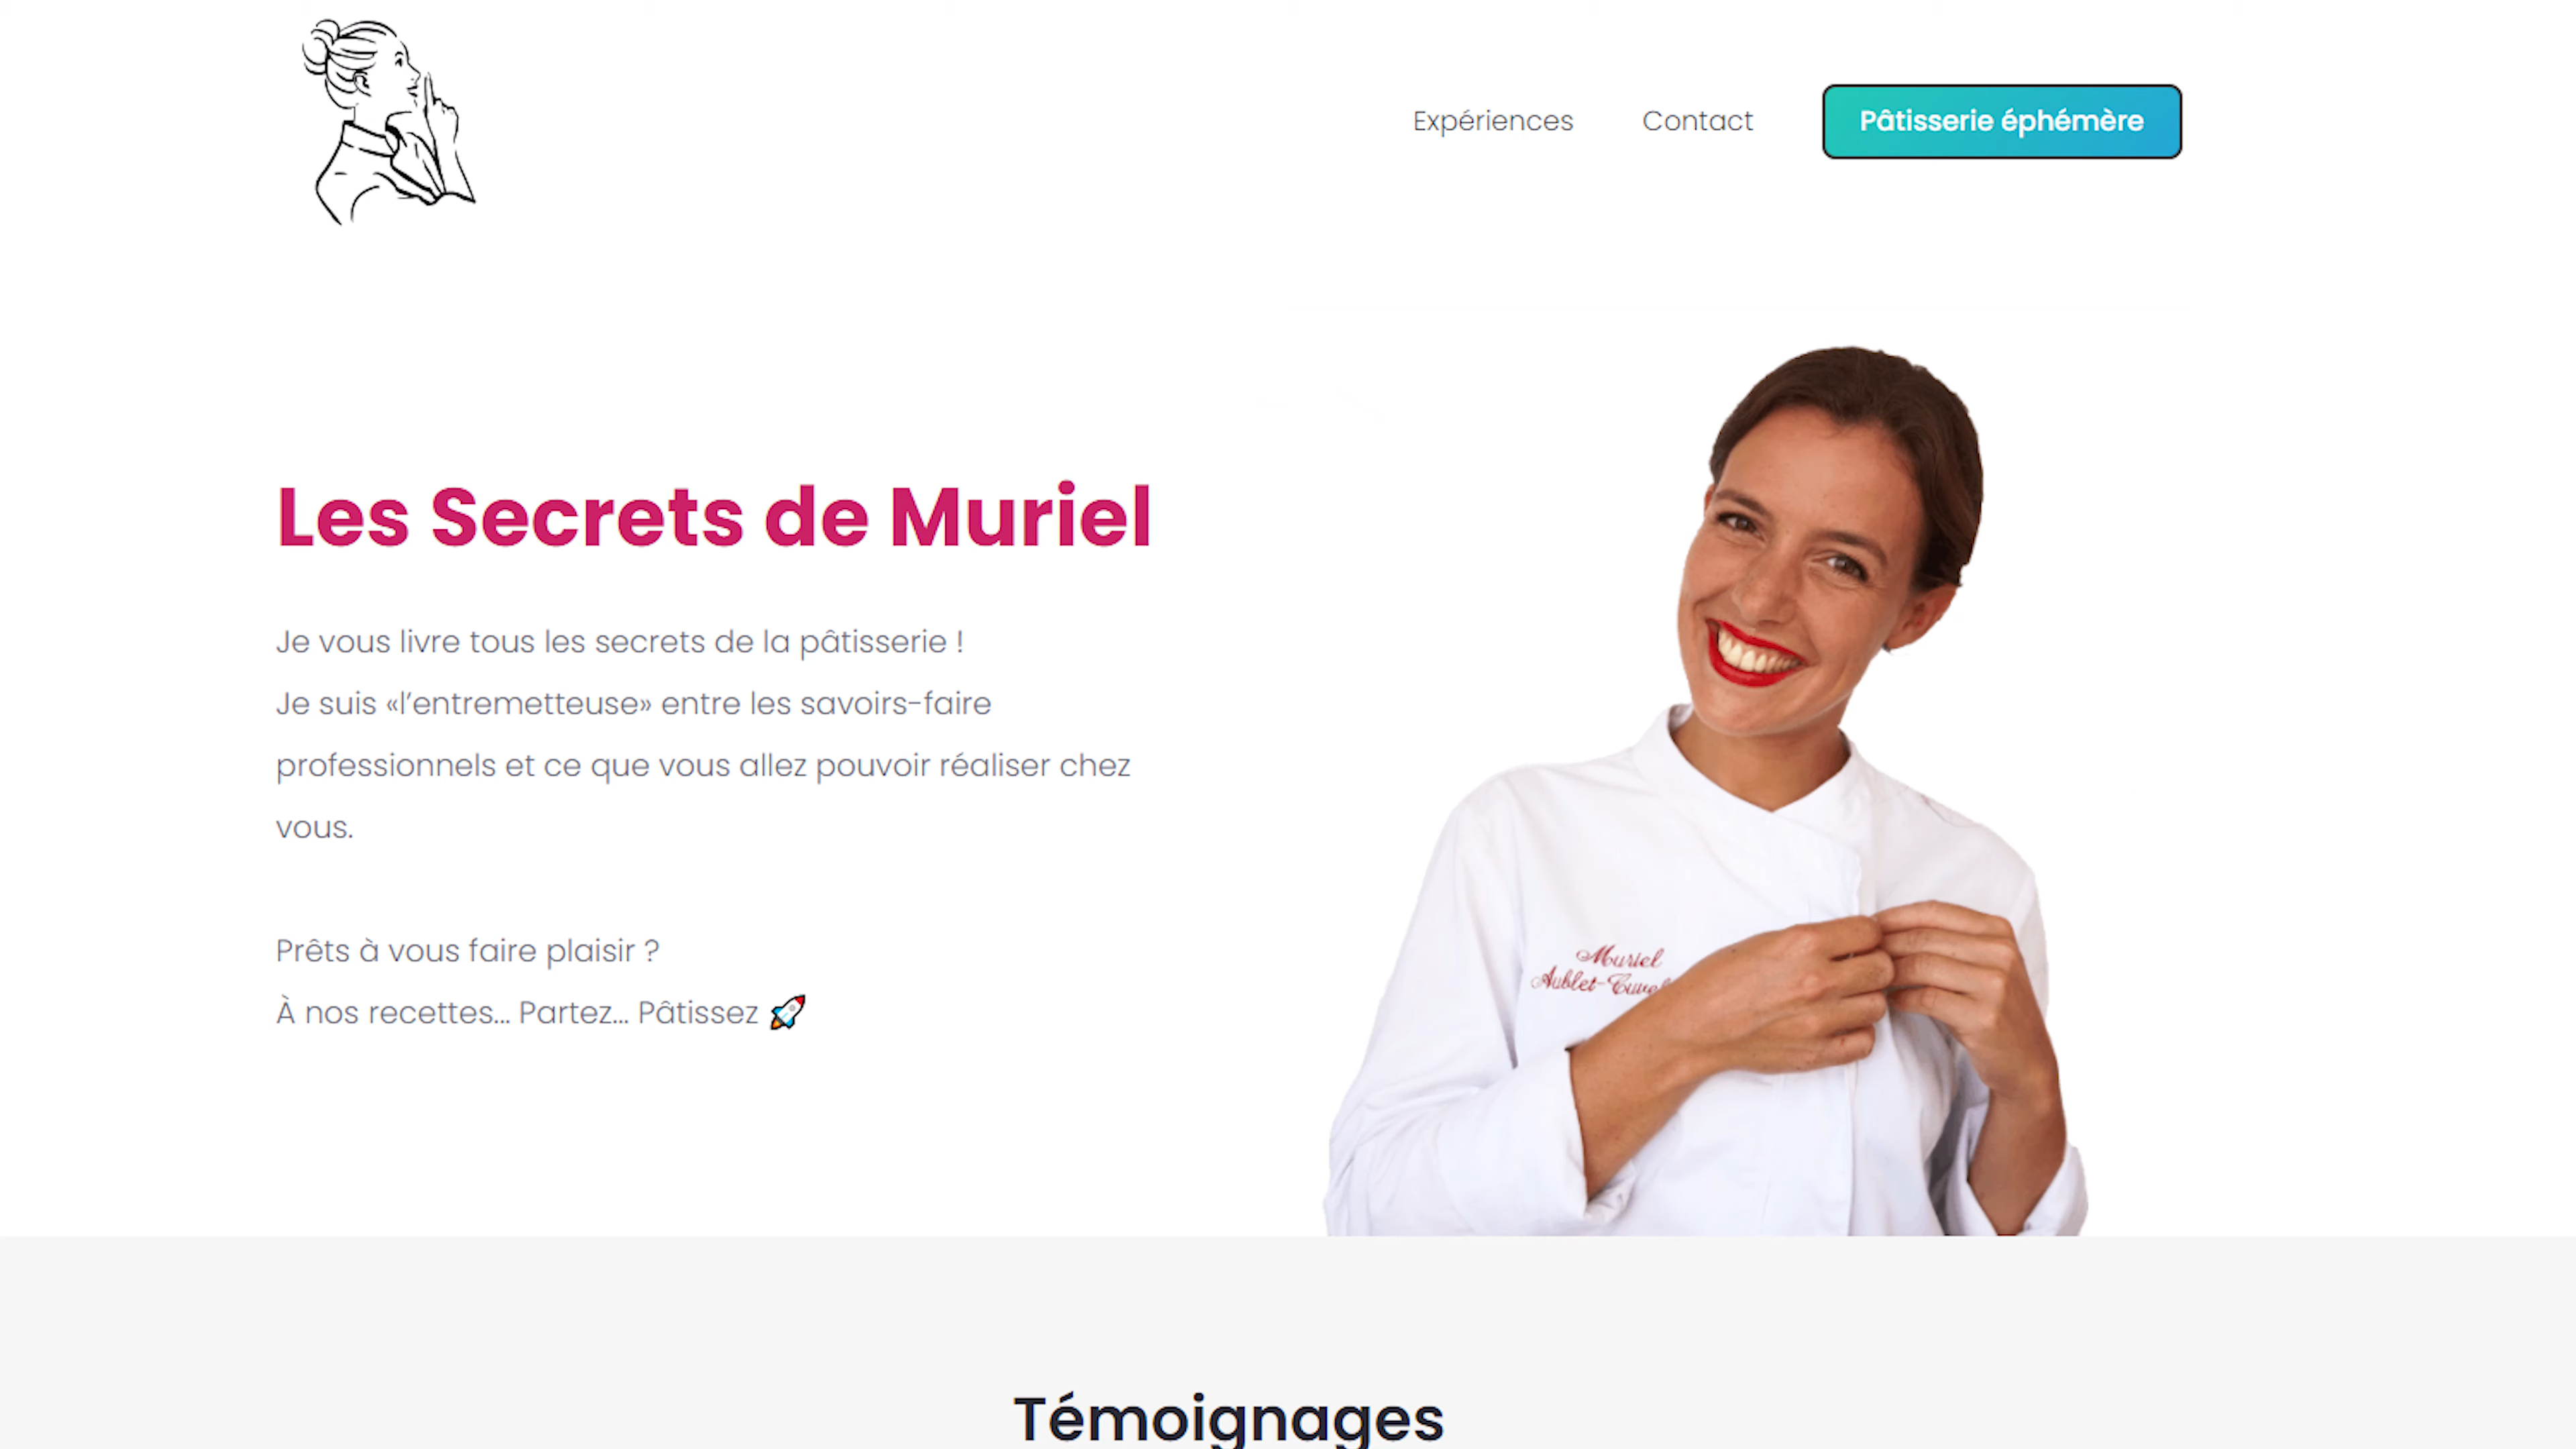 Expériences
Contact
Pâtisserie éphémère
Les Secrets de Muriel
Je vous livre tous les secrets de la pâtisserie !
Je suis «l’entremetteuse» entre les savoirs-faire
professionnels et ce que vous allez pouvoir réaliser chez
vous.
Prêts à vous faire plaisir ?
À nos recettes... Partez... Pâtissez 🚀
Muriel
Témoignages